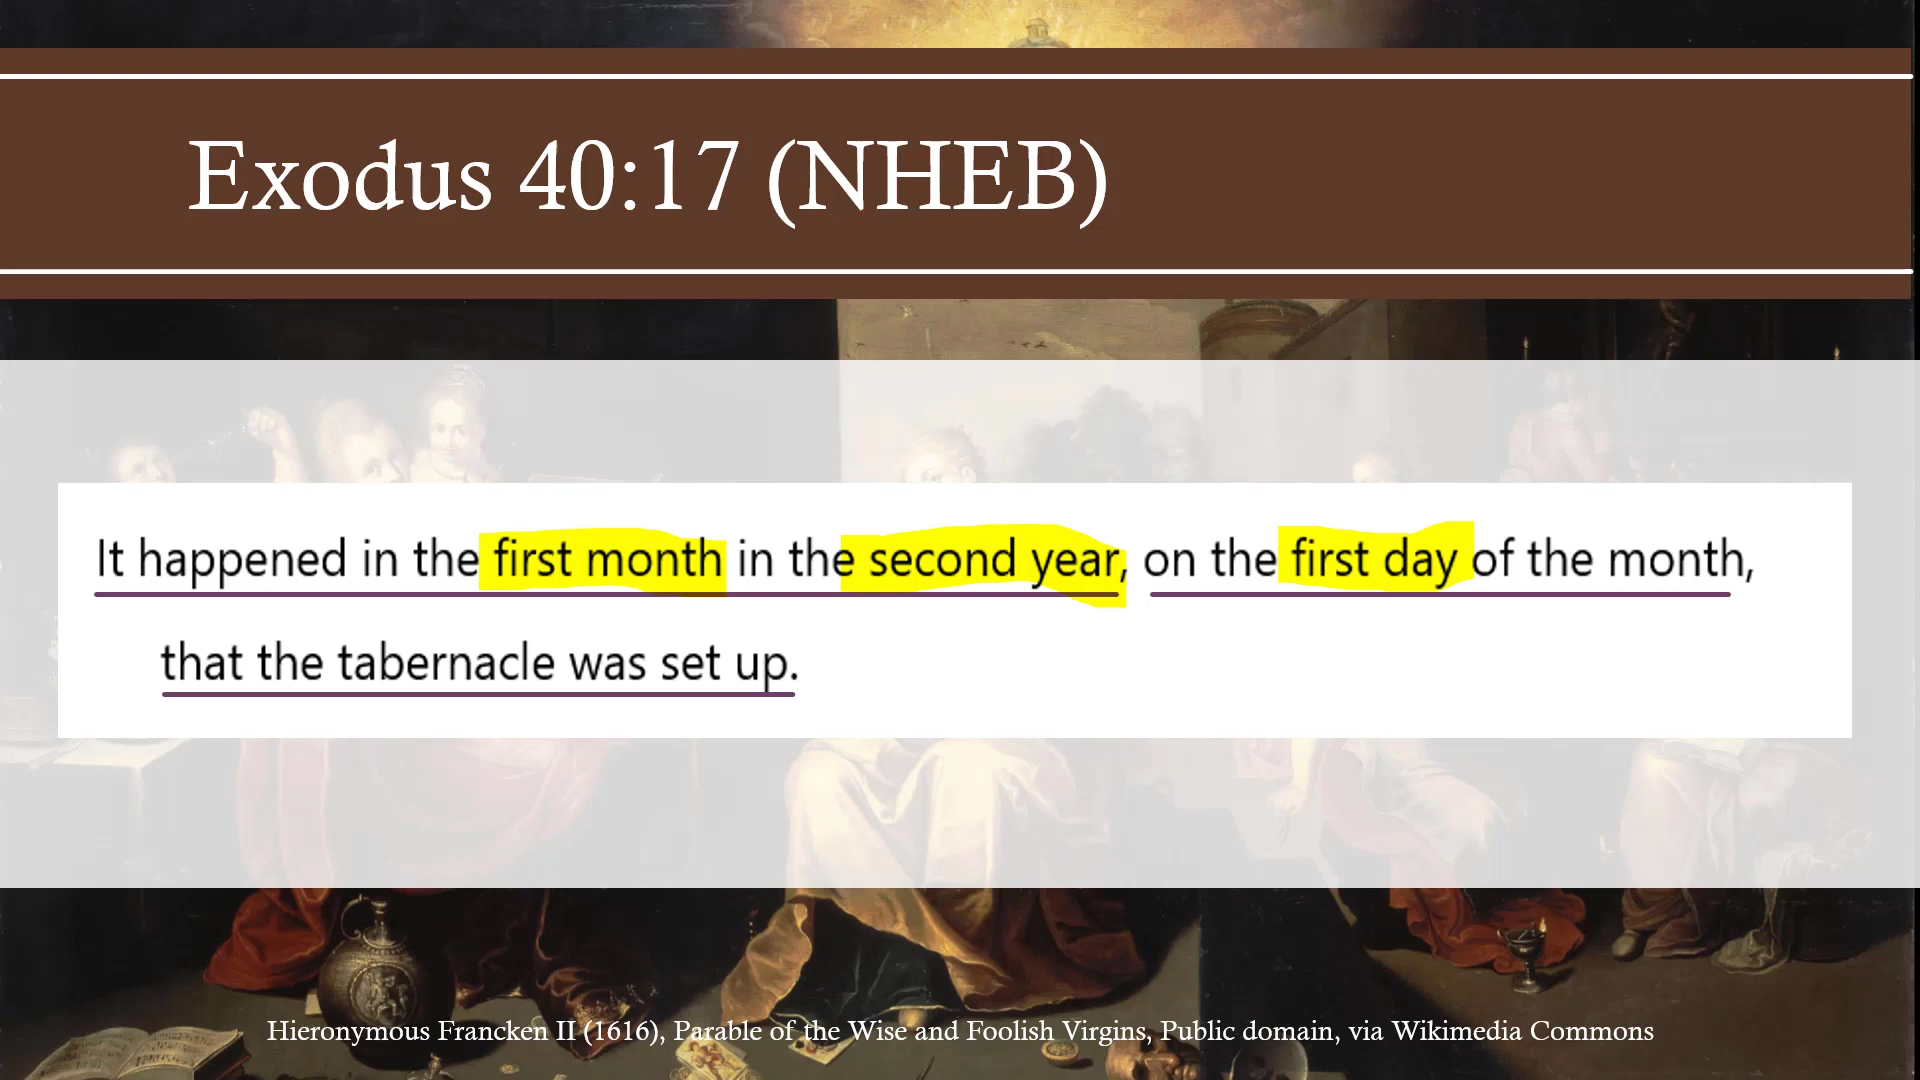 Exodus 40:17 (NHEB)
It happened in the first month in the second year, on the first day of the month,
that the tabernacle was set up.
Hieronymous Francken II (1616), Parable of the Wise and Foolish Virgins, Public domain, via Wikimedia Commons